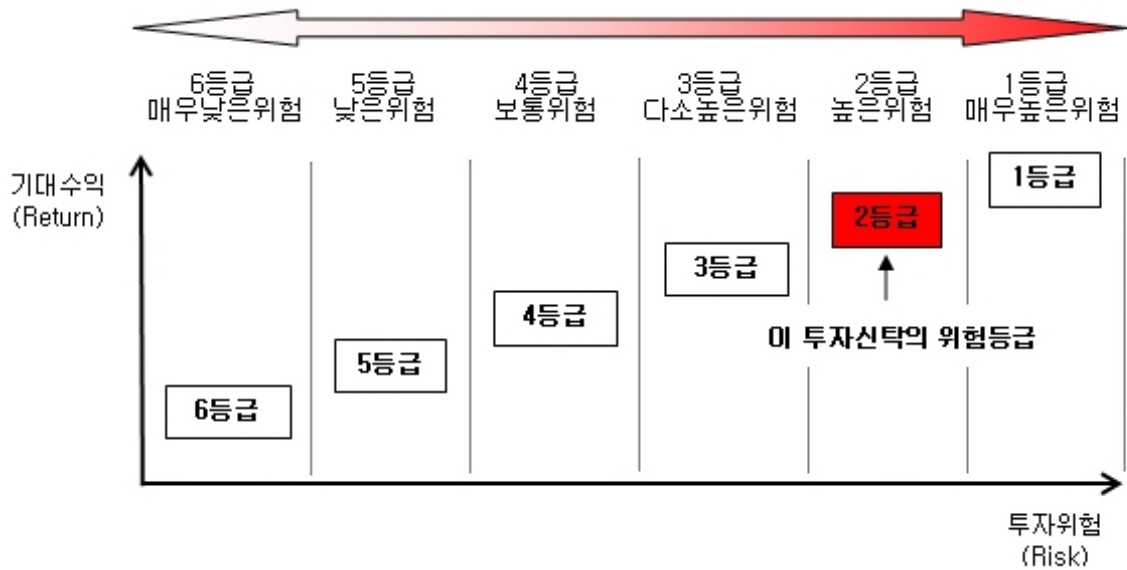 6등급 5등급 4등급 3등급 2등급 1등급
매우낮은위험 낮은위험 보통위험 다소높은위험 높은위험 매우높은위험
기대수익
(Return)
1등급
2등급
3등급
4등급
이 투자신탁의 위험등급
5등급
6등급
투자위험
(Risk)